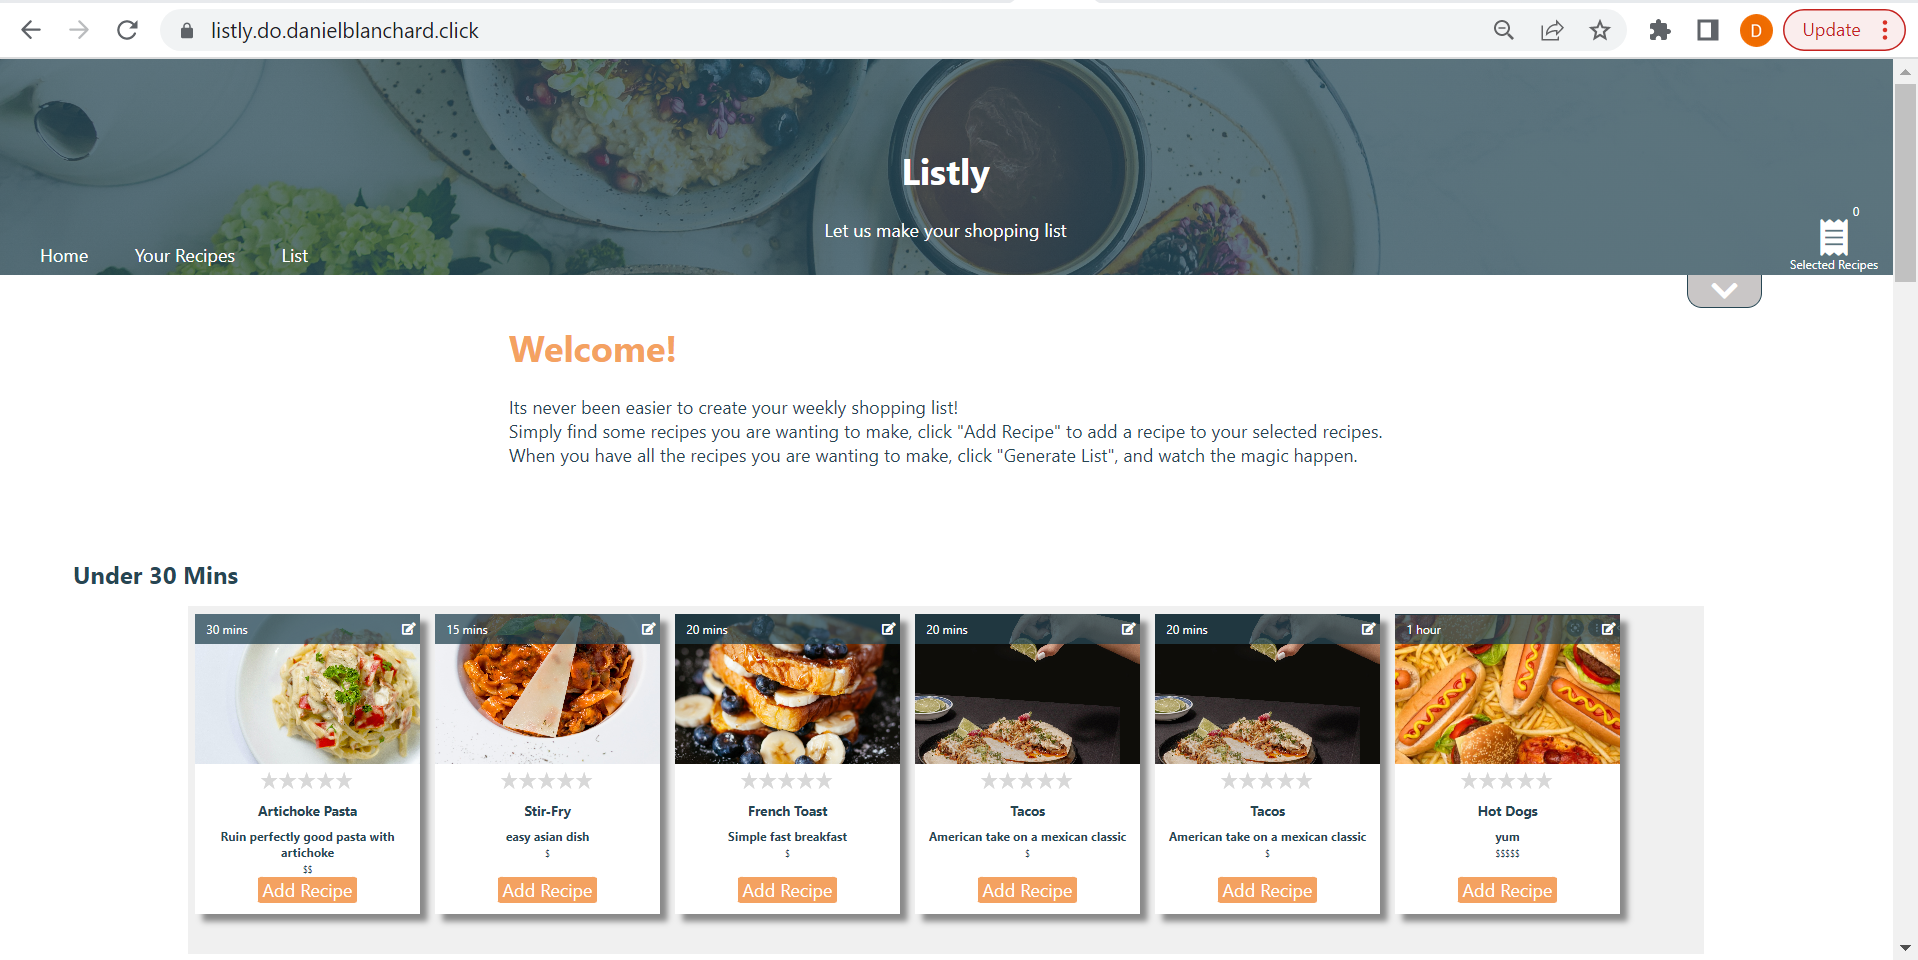 listly.do.danielblanchard.click
D
Update
Listly
Let us make your shopping list
0
Home
Your Recipes
List
Selected Recipes
Welcome!
Its never been easier to create your weekly shopping list!
Simply find some recipes you are wanting to make, click "Add Recipe" to add a recipe to your selected recipes.
When you have all the recipes you are wanting to make, click "Generate List", and watch the magic happen.
Under 30 Mins
30 mins
Artichoke Pasta
Ruin perfectly good pasta with
artichoke
$$
Add Recipe
15 mins
Stir-Fry
easy asian dish
$
Add Recipe
20 mins
French Toast
Simple fast breakfast
$
Add Recipe
20 mins
Tacos
American take on a mexican classic
$
Add Recipe
20 mins
Tacos
American take on a mexican classic
$
Add Recipe
1 hour
Hot Dogs
yum
$$$$$
Add Recipe